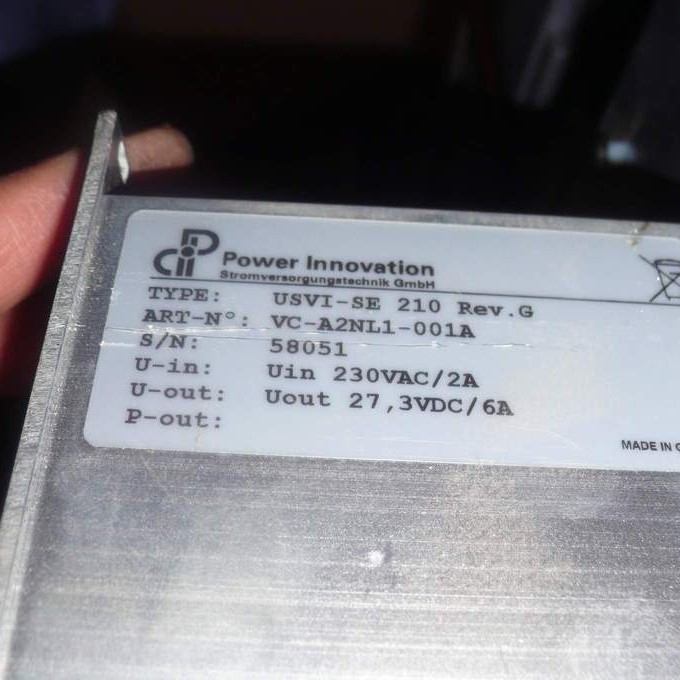 Pi Power Innovation
Stromversorgungstechnik GmbH
TYPE: USVI-SE 210 Rev.G
ART-N°: VC-A2NL1-001A
S/N: 58051
U-in: Uin 230VAC/2A
U-out: Uout 27,3VDC/6A
P-out:
MADE IN G